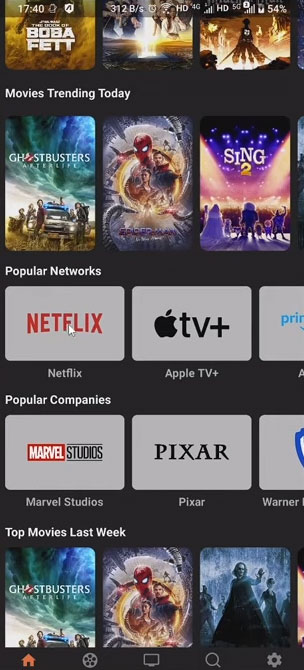 17:40 312 B/s HD 4G HD 5G 54%
THE BOOK OF
BOBA
FETT
Movies Trending Today
GHOSTBUSTERS
AFTERLIFE
SPIDER-MAN
SING
2
Popular Networks
NETFLIX
tv+
prim
Netflix
Apple TV+
A
Popular Companies
MARVEL STUDIOS
PIXAR
Marvel Studios
Pixar
Warner
Top Movies Last Week
GHOSTBUSTERS
AFTERLIFE